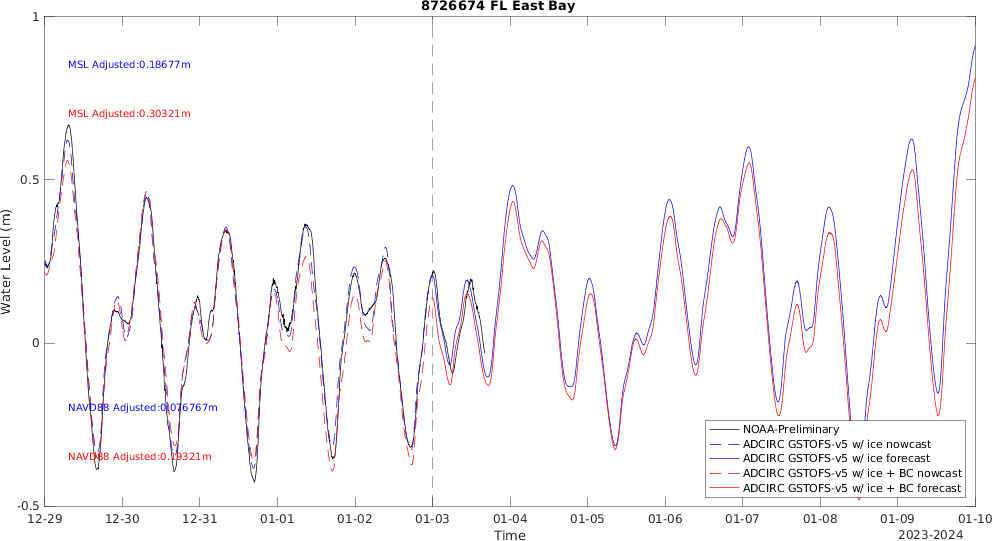 8726674 FL East Bay
1
MSL Adjusted:0.18677m
MSL Adjusted:0.30321m
0.5
Water Level (m)
0
NAVD88 Adjusted:0.076767m
NAVD88 Adjusted:0.19321m
-0.5
NOAA-Preliminary
ADCIRC GSTOFS-v5 w/ ice nowcast
ADCIRC GSTOFS-v5 w/ ice forecast
ADCIRC GSTOFS-v5 w/ ice + BC nowcast
ADCIRC GSTOFS-v5 w/ ice + BC forecast
12-29 12-30 12-31 01-01 01-02 01-03 01-04 01-05 01-06 01-07 01-08 01-09 01-10
Time
2023-2024